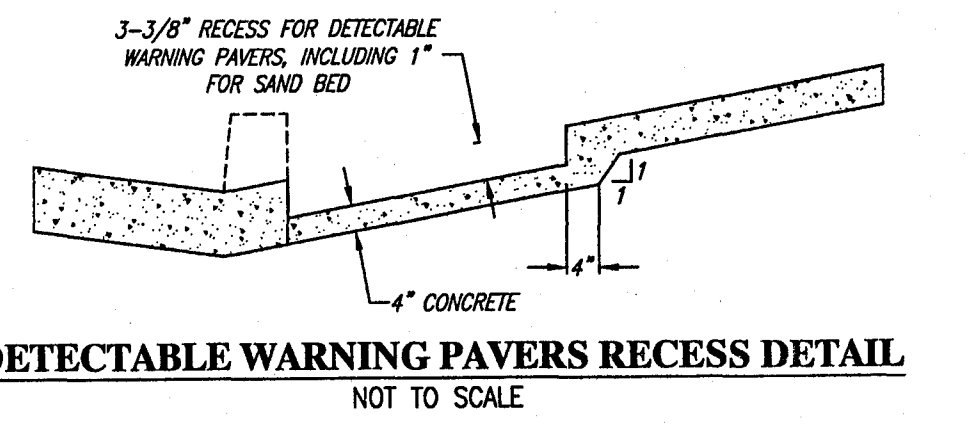 3-3/8" RECESS FOR DETECTABLE
WARNING PAVERS, INCLUDING 1"
FOR SAND BED
1
1
4"
4" CONCRETE
DETECTABLE WARNING PAVERS RECESS DETAIL
NOT TO SCALE